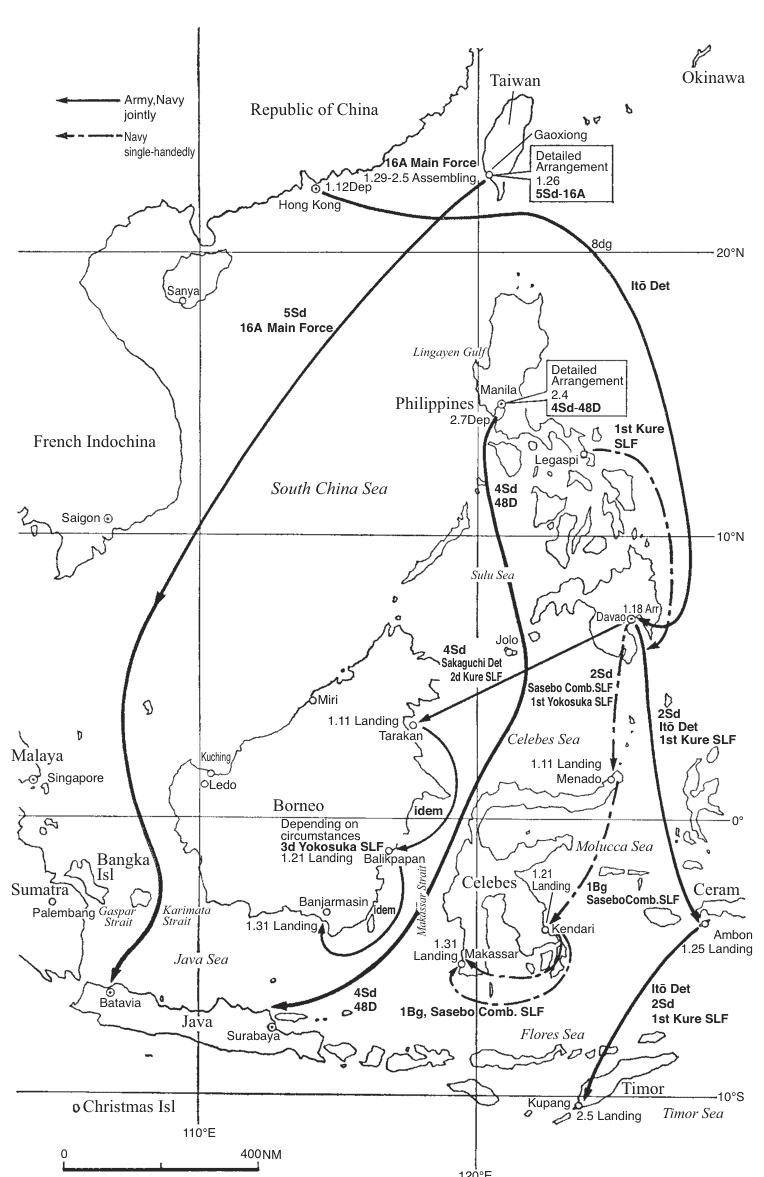 Taiwan
Okinawa
Army,Navy
jointly
Navy
single-handedly
Republic of China
Gaoxiong
16A Main Force
1.29-2.5 Assembling
Detailed
Arrangement
1.26
5Sd-16A
1.12Dep
Hong Kong
8dg
20°N
Itō Det
Sanya
5Sd
16A Main Force
Lingayen Gulf
Detailed
Arrangement
2.4
4Sd-48D
Manila
Philippines
2.7Dep
1st Kure
SLF
French Indochina
Legaspi
4Sd
48D
South China Sea
Saigon
10°N
Sulu Sea
1.18 Arr
Davao
Jolo
4Sd
Sakaguchi Det
2d Kure SLF
2Sd
Sasebo Comb.SLF
1st Yokosuka SLF
Miri
1.11 Landing
Tarakan
2Sd
Itō Det
1st Kure SLF
Celebes Sea
Malaya
Singapore
Kuching
Ledo
1.11 Landing
Menado
Borneo
idem
0°
Depending on
circumstances
3d Yokosuka SLF
1.21 Landing
Balikpapan
Molucca Sea
Bangka
Isl
Celebes
1.21
Landing
1Bg
SaseboComb.SLF
Ceram
Sumatra
Palembang
Gaspar
Strait
Karimata
Strait
Banjarmasin
1.31 Landing
idem
Makassar Strait
Kendari
Ambon
1.25 Landing
1.31
Landing
Makassar
Java Sea
Batavia
4Sd
48D
1Bg, Sasebo Comb. SLF
Itō Det
2Sd
1st Kure SLF
Java
Surabaya
Flores Sea
Timor
Kupang
2.5 Landing
10°S
Timor Sea
Christmas Isl
110°E
0
400NM
120°E